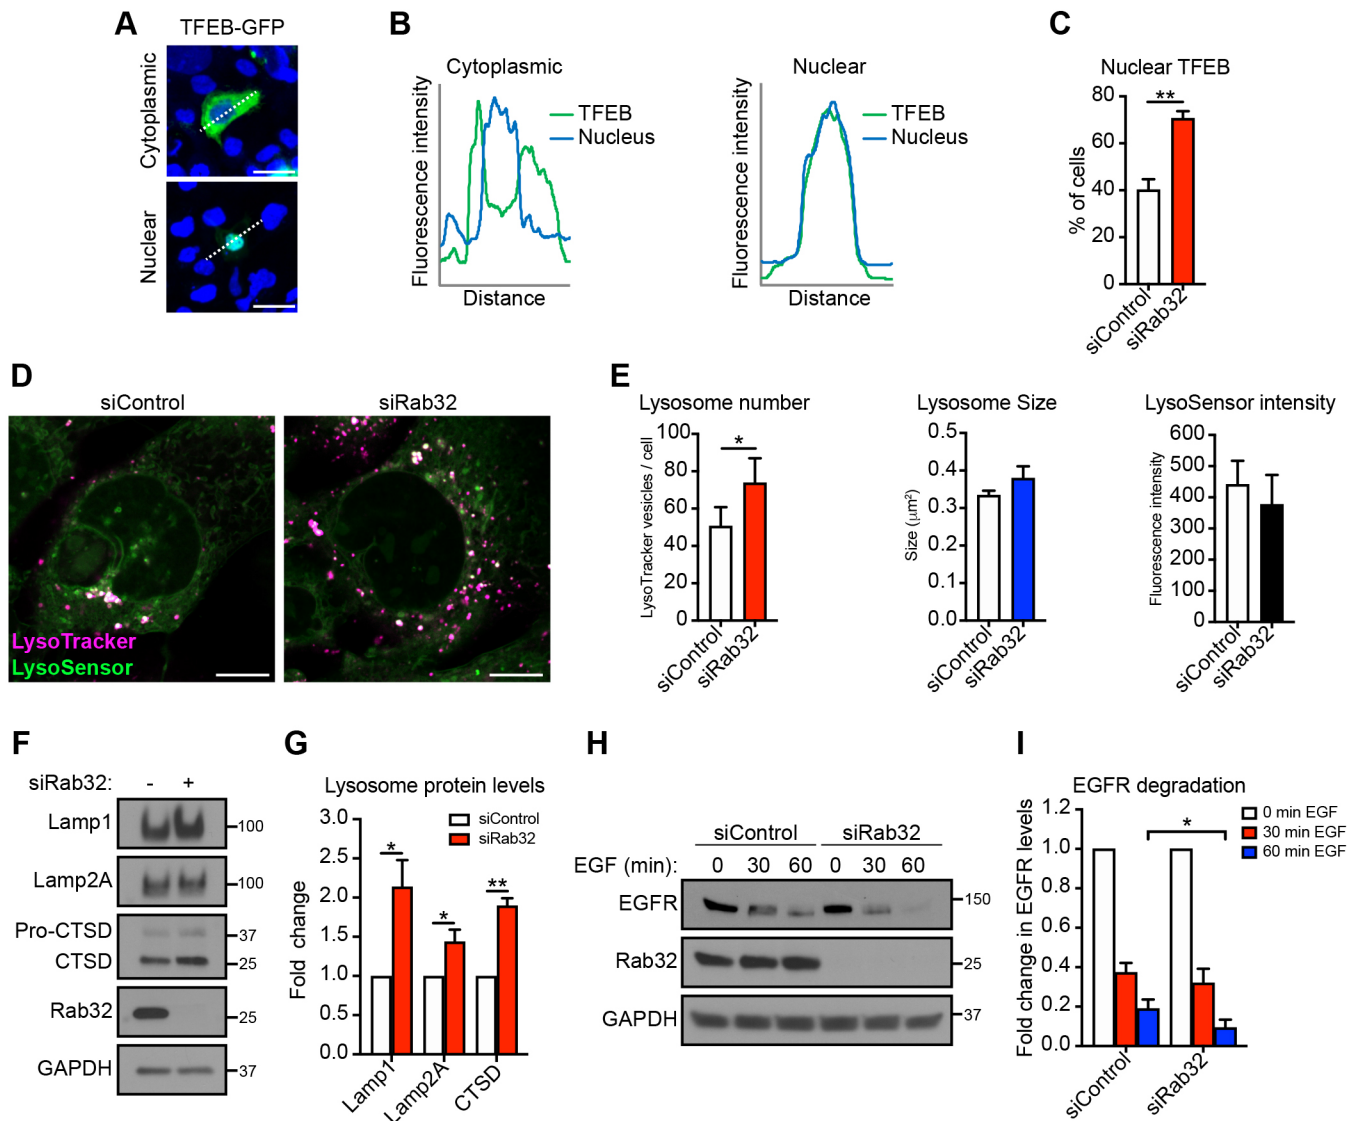 A
TFEB-GFP
Cytoplasmic
Nuclear
B
Cytoplasmic
Fluorescence intensity
TFEB
Nucleus
Distance
Nuclear
Fluorescence intensity
TFEB
Nucleus
Distance
C
Nuclear TFEB
% of cells
80
60
40
20
0
**
siControl
siRab32
D
siControl
siRab32
LysoTracker
LysoSensor
E
Lysosome number
LysoTracker vesicles / cell
100
80
60
40
20
0
*
siControl
siRab32
Lysosome Size
Size (µm²)
0.5
0.4
0.3
0.2
0.1
0.0
siControl
siRab32
LysoSensor intensity
Fluorescence intensity
600
500
400
300
200
100
0
siControl
siRab32
F
siRab32: - +
Lamp1 100
Lamp2A 100
Pro-CTSD 37
CTSD 25
Rab32 25
GAPDH 37
G
Lysosome protein levels
siControl
siRab32
Fold change
3.0
2.5
2.0
1.5
1.0
0.5
0.0
*
*
**
Lamp1
Lamp2A
CTSD
H
siControl siRab32
EGF (min): 0 30 60 0 30 60
EGFR 150
Rab32 25
GAPDH 37
I
EGFR degradation
0 min EGF
30 min EGF
60 min EGF
Fold change in EGFR levels
1.2
1.0
0.8
0.6
0.4
0.2
0.0
*
siControl
siRab32